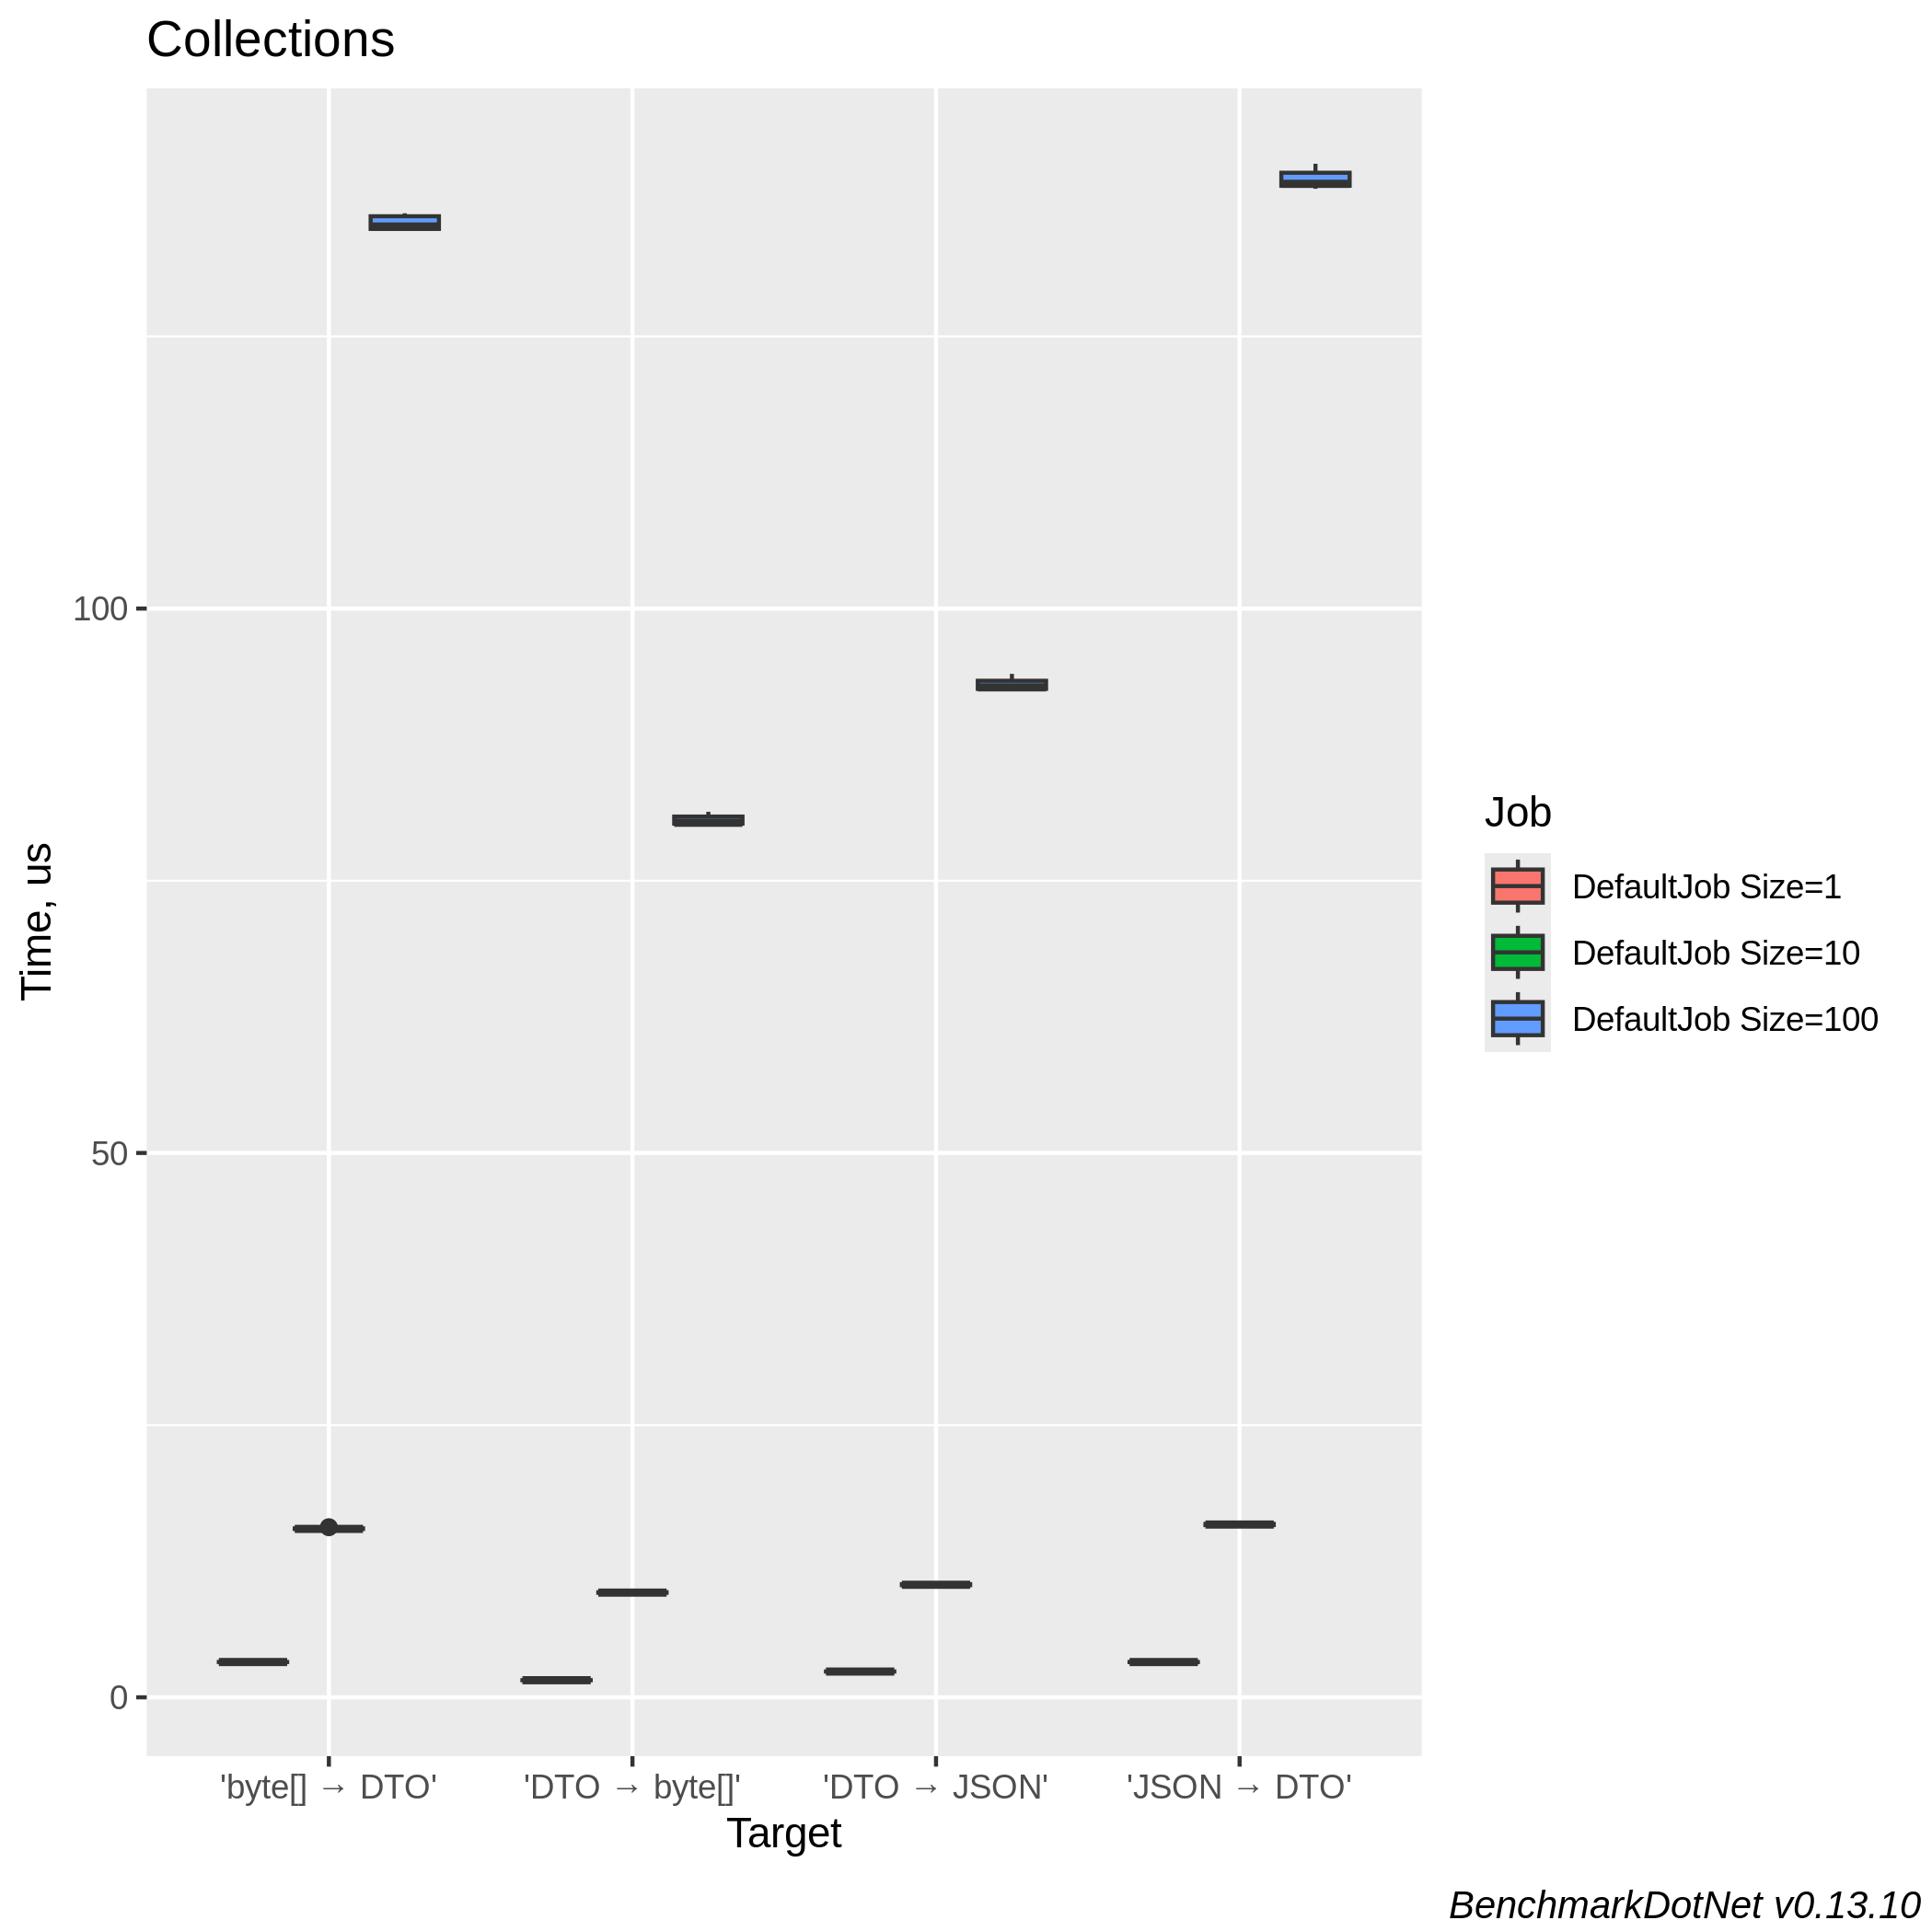 Collections
Time, us
100
50
0
'byte[] → DTO'
'DTO → byte[]'
'DTO → JSON'
'JSON → DTO'
Target
Job
DefaultJob Size=1
DefaultJob Size=10
DefaultJob Size=100
BenchmarkDotNet v0.13.10